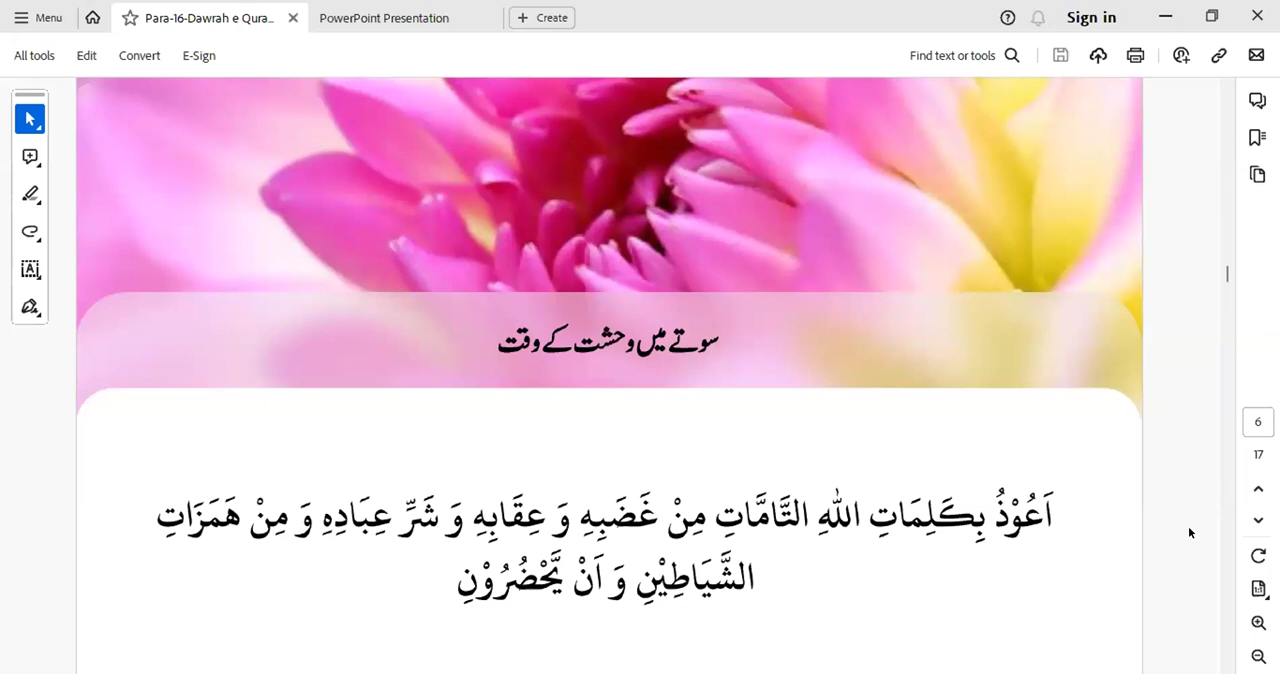 Menu
Para-16-Dawrah e Qura...
PowerPoint Presentation
Create
Sign in
All tools
Edit
Convert
E-Sign
Find text or tools
سوتے میں وحشت کے وقت
اَعُوْذُ بِكَلِمَاتِ اللّٰهِ التَّامَّاتِ مِنْ غَضَبِهٖ وَ عِقَابِهٖ وَ شَرِّ عِبَادِهٖ وَ مِنْ هَمَزَاتِ
الشَّيَاطِيْنِ وَ اَنْ يَّحْضُرُوْنِ
6
17